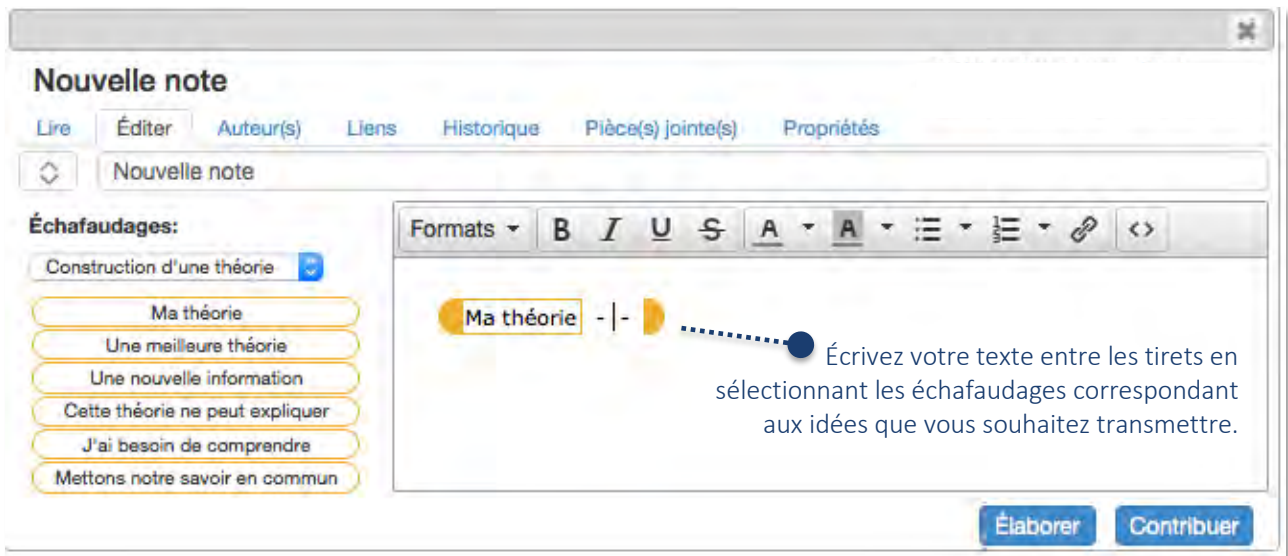 Nouvelle note
Lire Éditer Auteur(s) Liens Historique Pièce(s) jointe(s) Propriétés
Nouvelle note
Échafaudages:
Construction d'une théorie
Ma théorie
Une meilleure théorie
Une nouvelle information
Cette théorie ne peut expliquer
J'ai besoin de comprendre
Mettons notre savoir en commun
Formats B I U S A A <>
Ma théorie - | -
Écrivez votre texte entre les tirets en
sélectionnant les échafaudages correspondant
aux idées que vous souhaitez transmettre.
Élaborer Contribuer